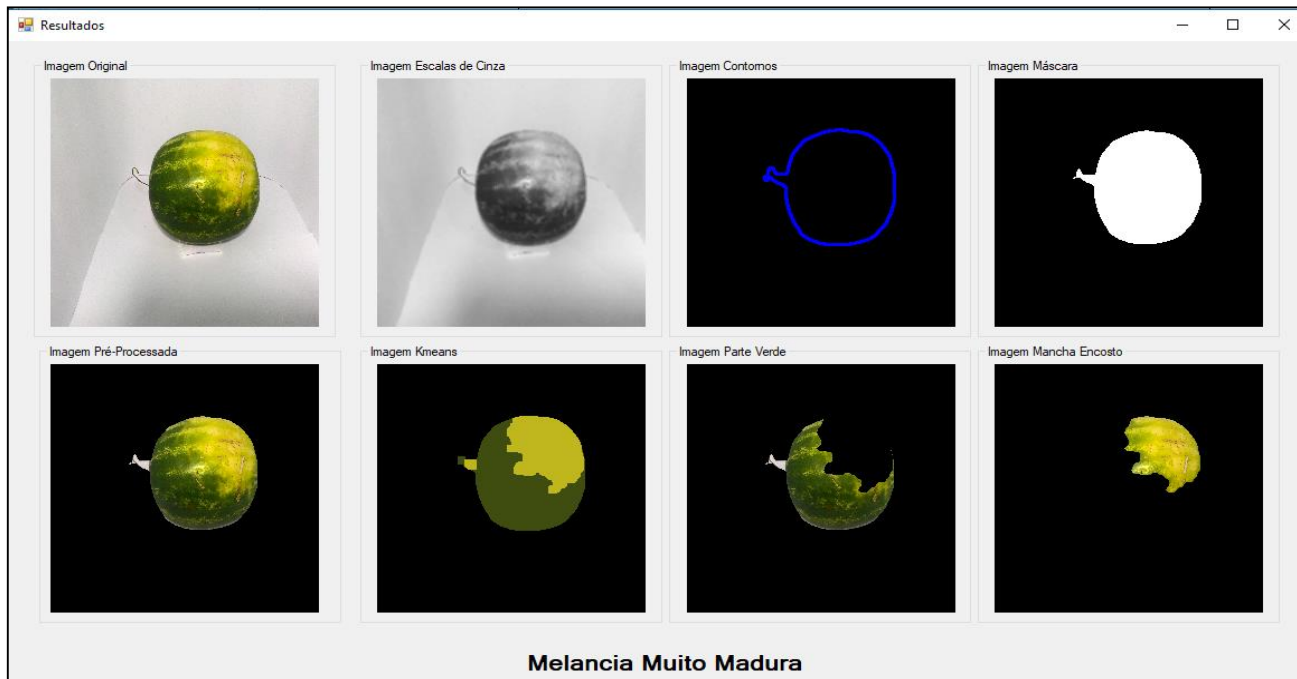 Resultados
Imagem Original
Imagem Escalas de Cinza
Imagem Contornos
Imagem Máscara
Imagem Pré-Processada
Imagem Kmeans
Imagem Parte Verde
Imagem Mancha Encosto
Melancia Muito Madura